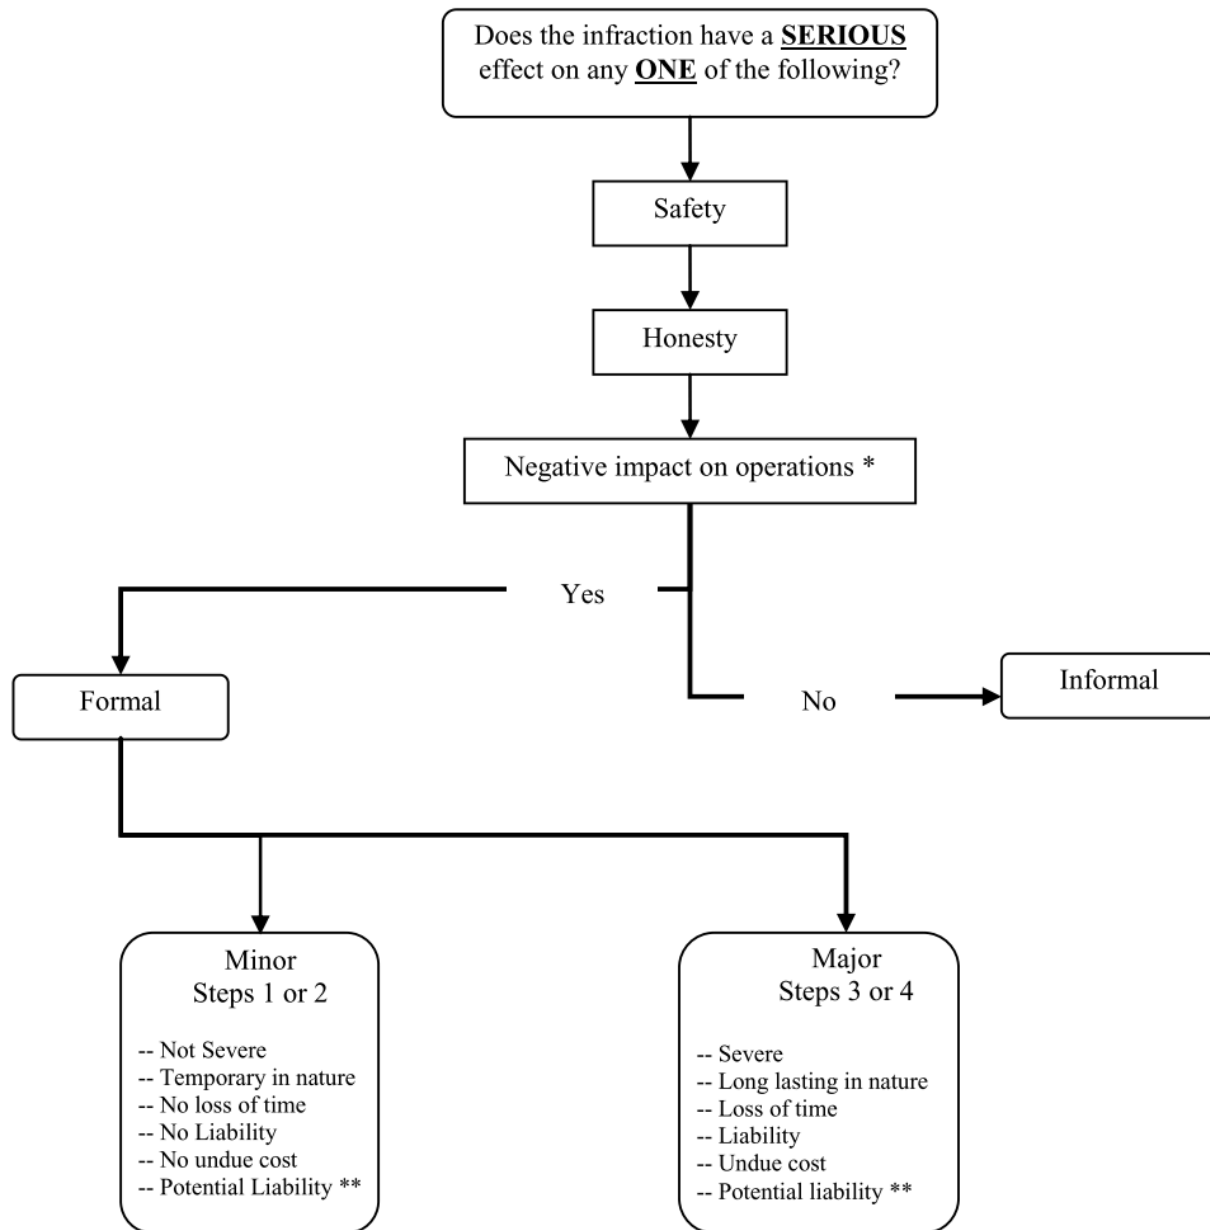 Does the infraction have a SERIOUS
effect on any ONE of the following?
Safety
Honesty
Negative impact on operations *
Yes
No
Informal
Formal
Minor
Steps 1 or 2
-- Not Severe
-- Temporary in nature
-- No loss of time
-- No Liability
-- No undue cost
-- Potential Liability **
Major
Steps 3 or 4
-- Severe
-- Long lasting in nature
-- Loss of time
-- Liability
-- Undue cost
-- Potential liability **